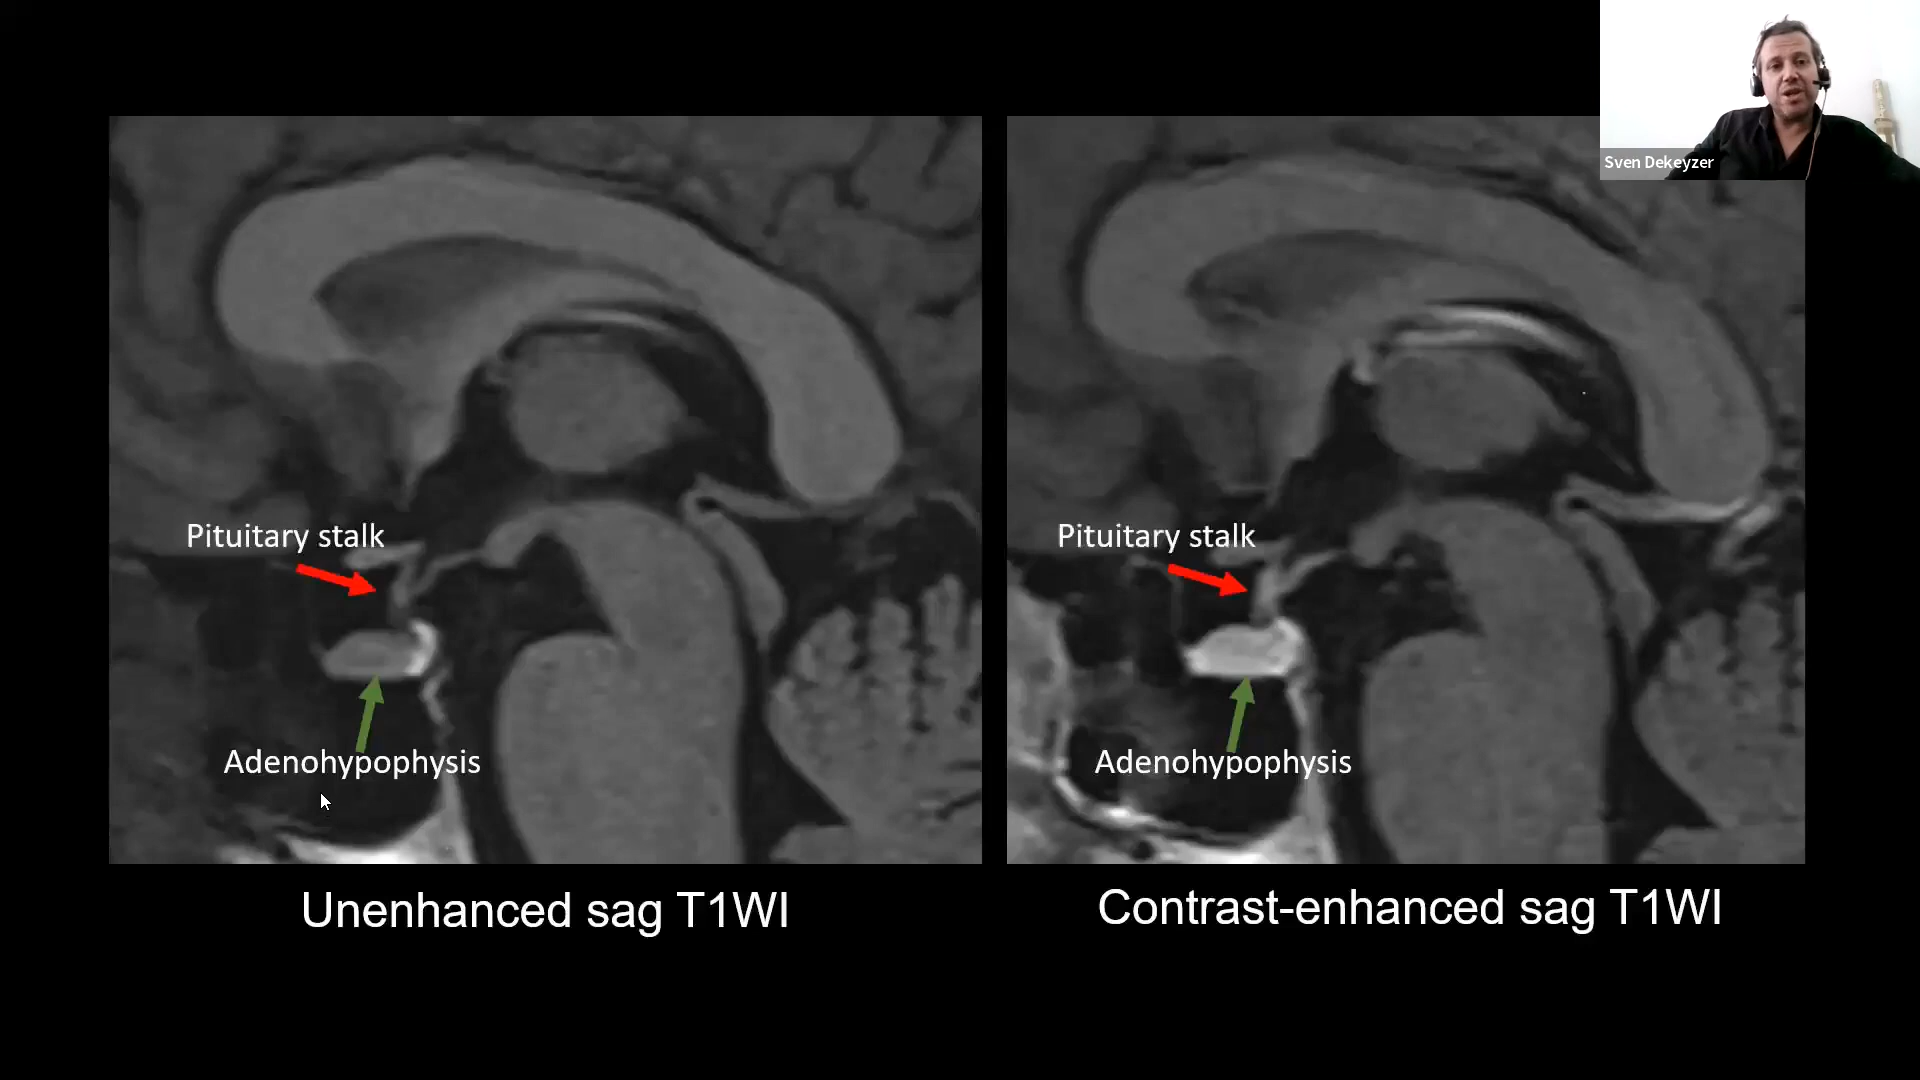 Sven Dekeyzer
Pituitary stalk
Pituitary stalk
Adenohypophysis
Adenohypophysis
Unenhanced sag T1WI
Contrast-enhanced sag T1WI